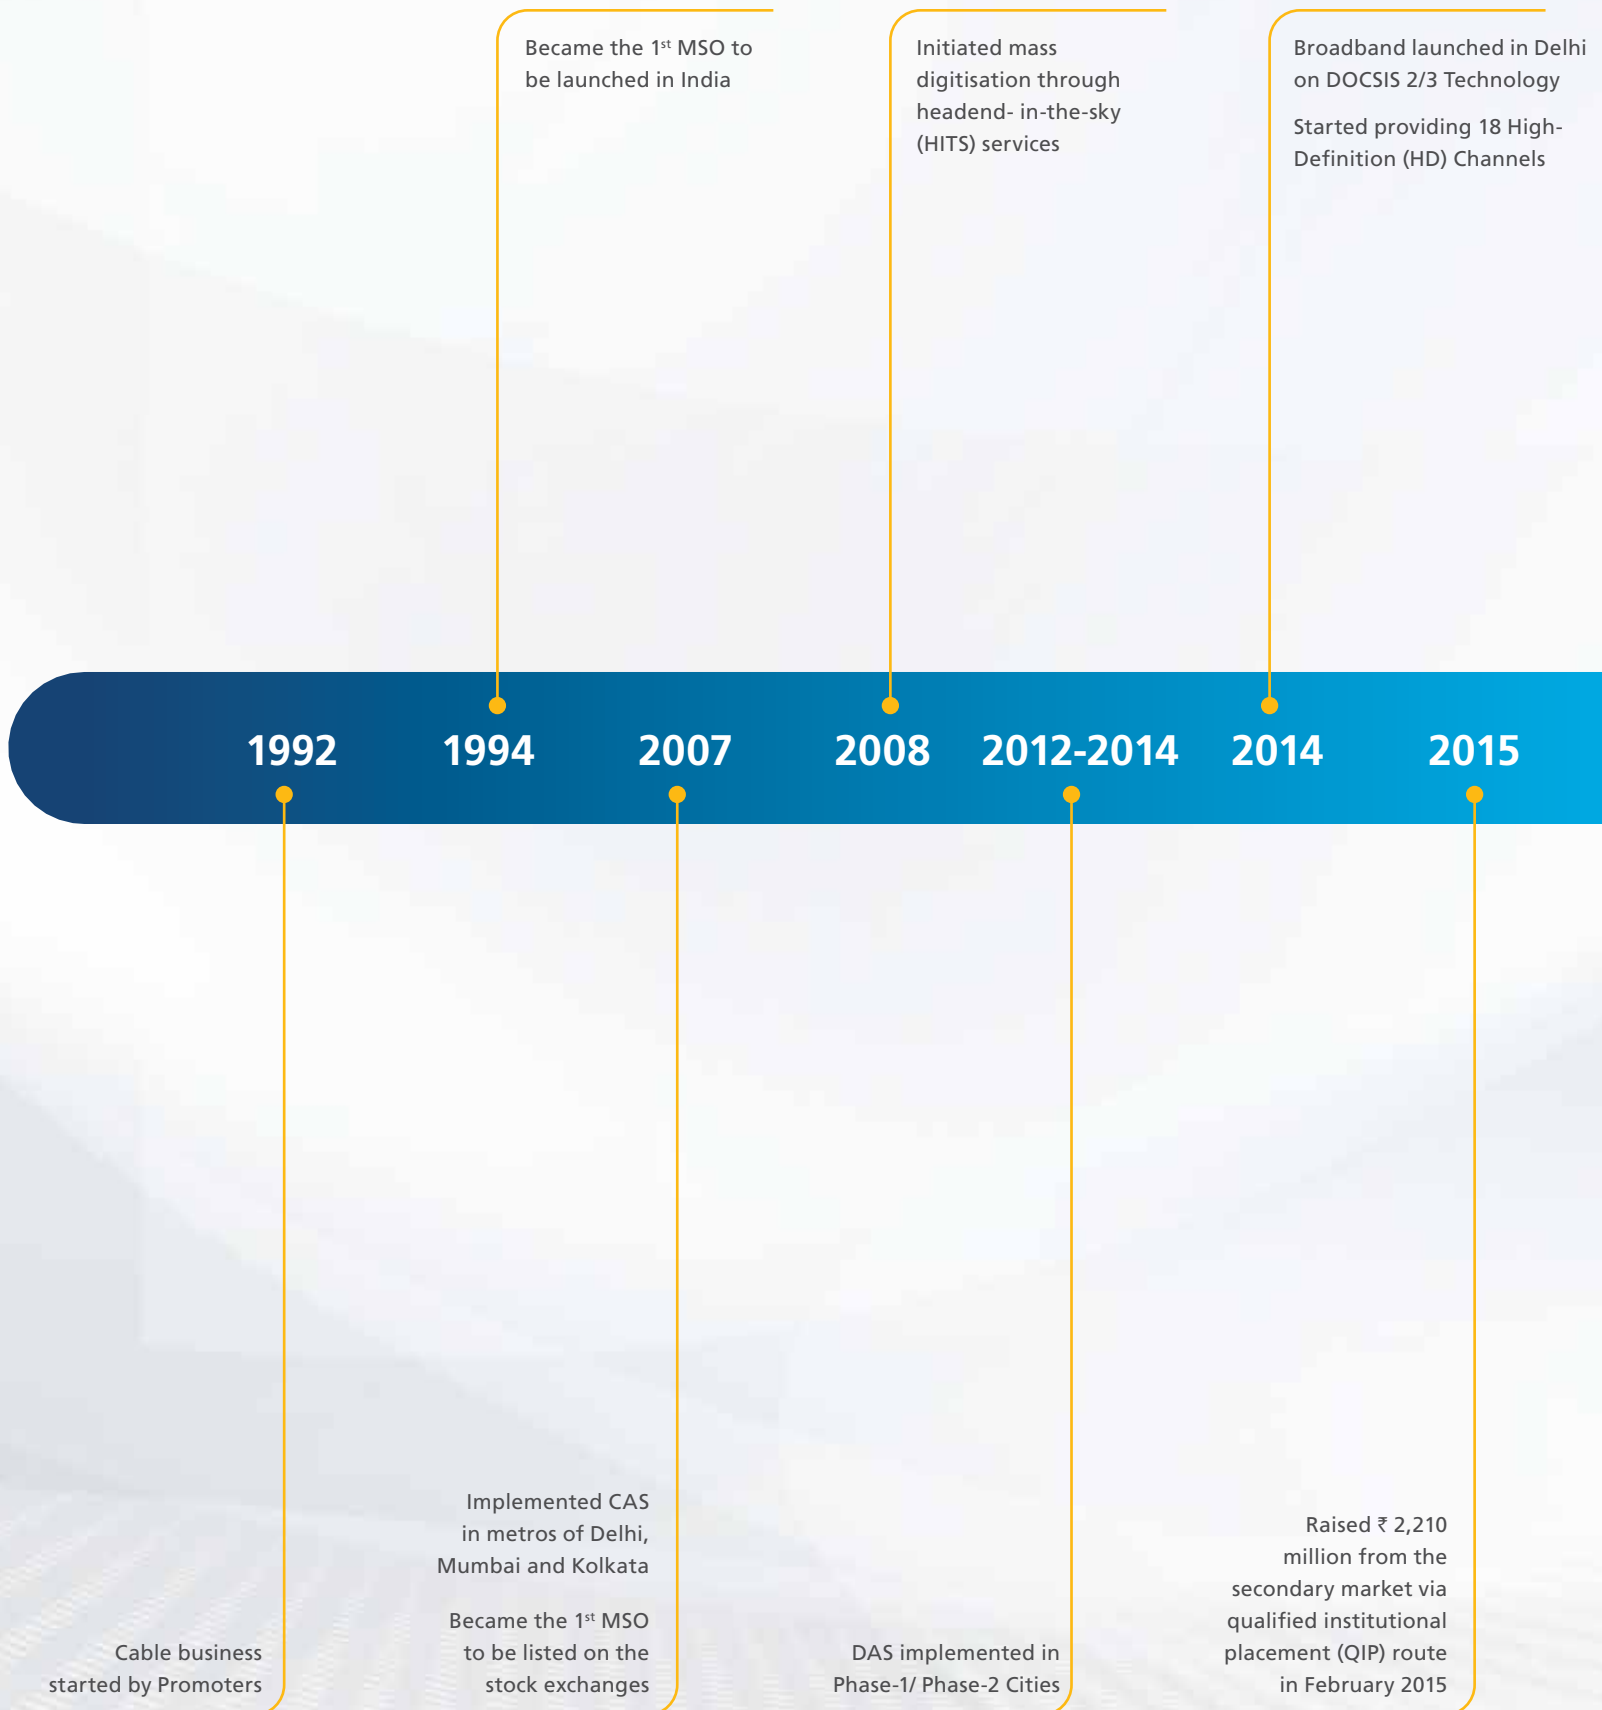 Became the 1st MSO to
be launched in India
Initiated mass
digitisation through
headend- in-the-sky
(HITS) services
Broadband launched in Delhi
on DOCSIS 2/3 Technology
Started providing 18 High-
Definition (HD) Channels
1992
1994
2007
2008
2012-2014
2014
2015
Cable business
started by Promoters
Implemented CAS
in metros of Delhi,
Mumbai and Kolkata
Became the 1st MSO
to be listed on the
stock exchanges
DAS implemented in
Phase-1/ Phase-2 Cities
Raised ₹ 2,210
million from the
secondary market via
qualified institutional
placement (QIP) route
in February 2015